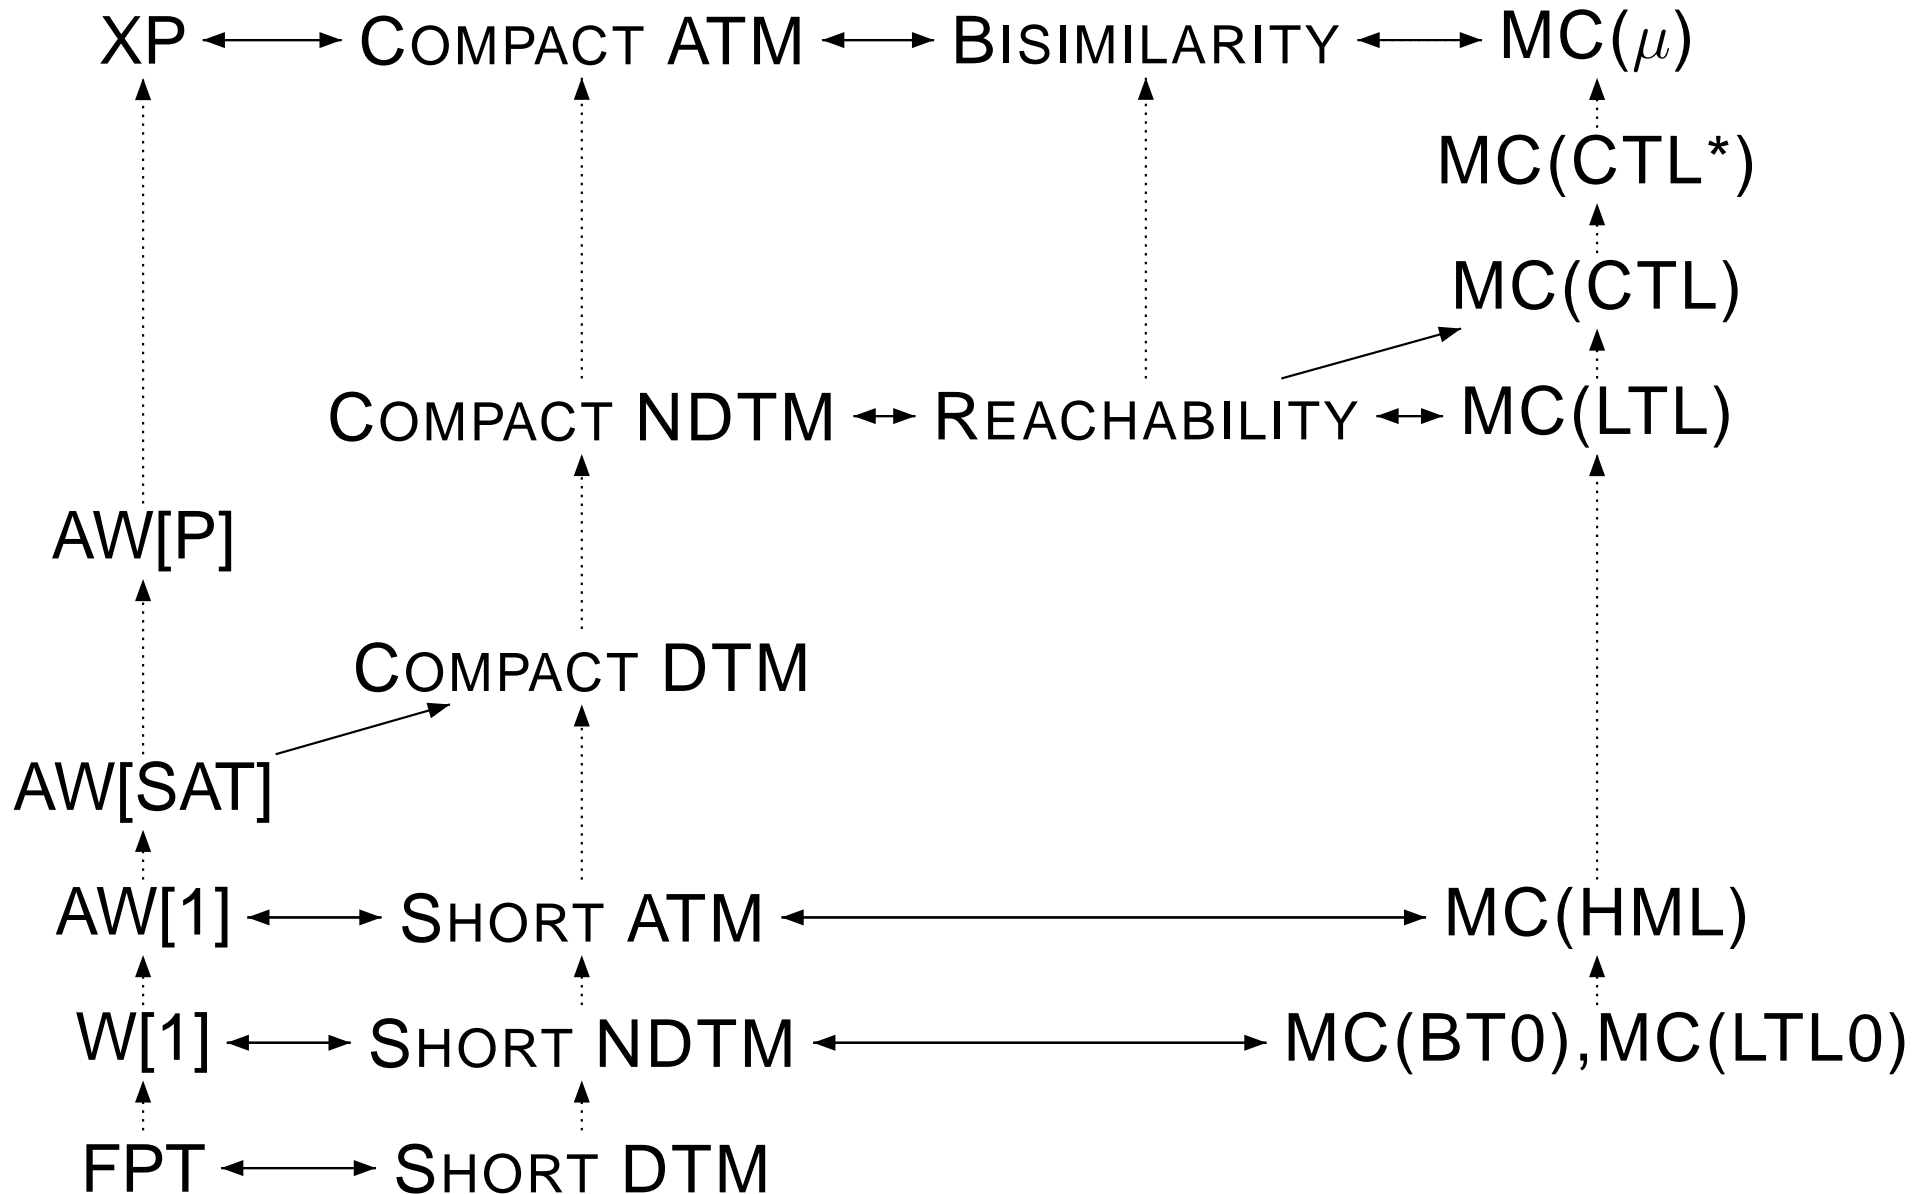 XP COMPACT ATM BISIMILARITY MC(μ)
MC(CTL*)
MC(CTL)
COMPACT NDTM REACHABILITY MC(LTL)
AW[P]
COMPACT DTM
AW[SAT]
AW[1] SHORT ATM MC(HML)
W[1] SHORT NDTM MC(BT0),MC(LTL0)
FPT SHORT DTM